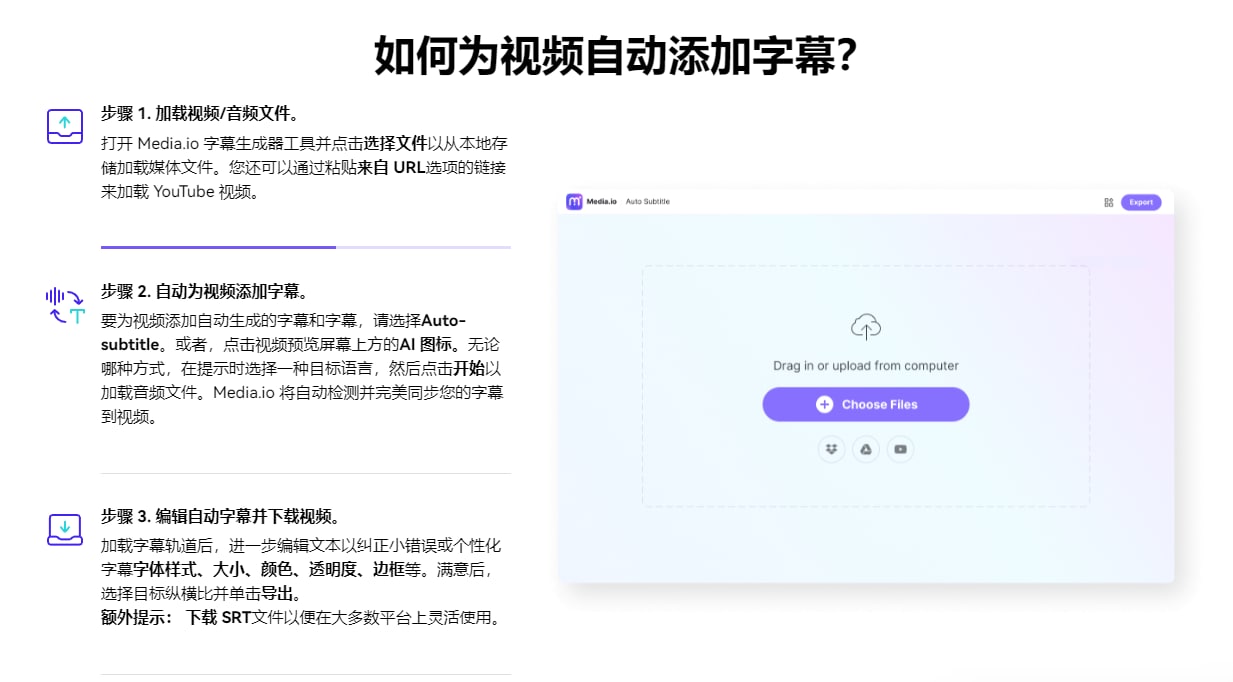 如何为视频自动添加字幕？
步骤 1. 加载视频/音频文件。
打开 Media.io 字幕生成器工具并点击选择文件以从本地存
储加载媒体文件。您还可以通过粘贴来自 URL选项的链接
来加载 YouTube 视频。
步骤 2. 自动为视频添加字幕。
要为视频添加自动生成的字幕和字幕，请选择Auto-
subtitle。或者，点击视频预览屏幕上方的AI 图标。无论
哪种方式，在提示时选择一种目标语言，然后点击开始以
加载音频文件。Media.io 将自动检测并完美同步您的字幕
到视频。
步骤 3. 编辑自动字幕并下载视频。
加载字幕轨道后，进一步编辑文本以纠正小错误或个性化
字幕字体样式、大小、颜色、透明度、边框等。满意后，
选择目标纵横比并单击导出。
额外提示： 下载 SRT文件以便在大多数平台上灵活使用。
Media.io Auto Subtitle
Export
Drag in or upload from computer
Choose Files